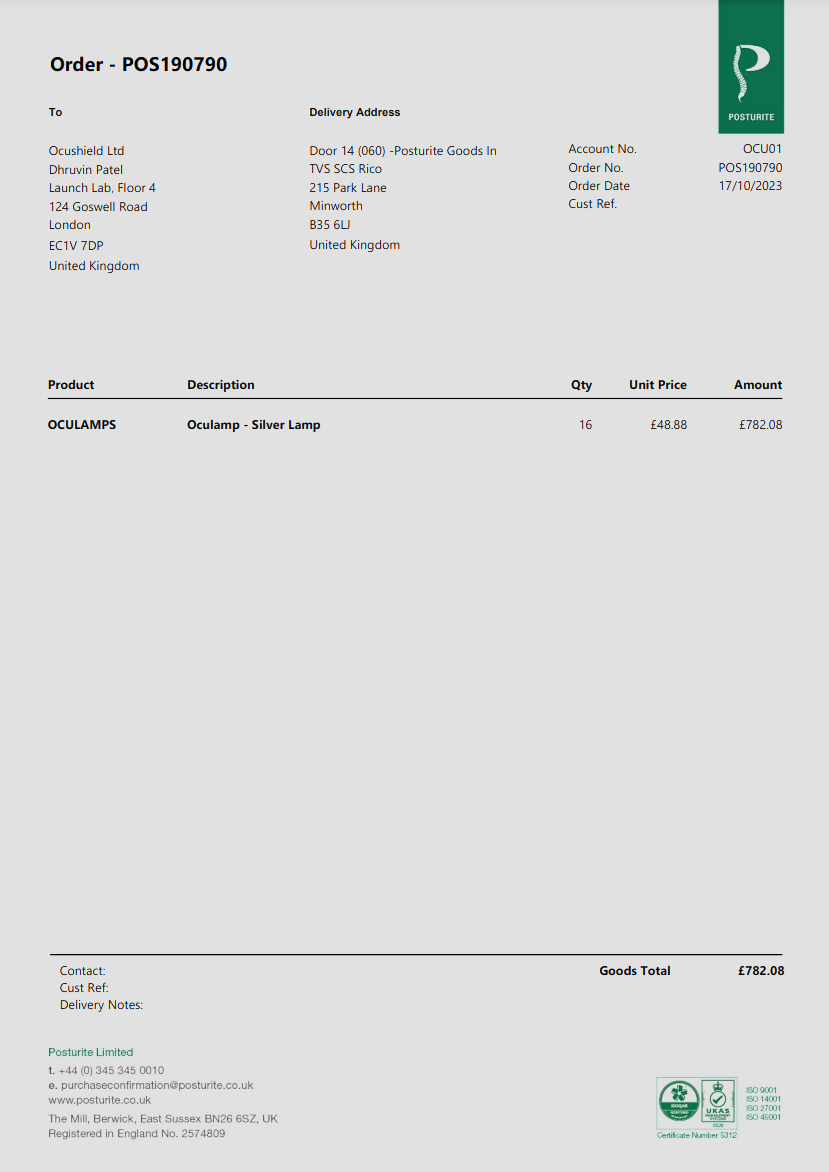 POSTURITE
Order - POS190790
To
Ocushield Ltd
Dhruvin Patel
Launch Lab, Floor 4
124 Goswell Road
London
EC1V 7DP
United Kingdom
Delivery Address
Door 14 (060) -Posturite Goods In
TVS SCS Rico
215 Park Lane
Minworth
B35 6LJ
United Kingdom
Account No. OCU01
Order No. POS190790
Order Date 17/10/2023
Cust Ref.
Product Description Qty Unit Price Amount
OCULAMPS Oculamp - Silver Lamp 16 £48.88 £782.08
Contact:
Cust Ref:
Delivery Notes:
Goods Total £782.08
Posturite Limited
t. +44 (0) 345 345 0010
e. purchaseconfirmation@posturite.co.uk
www.posturite.co.uk
The Mill, Berwick, East Sussex BN26 6SZ, UK
Registered in England No. 2574809
ISOQAR
UKAS
MANAGEMENT
SYSTEMS
0026
Certificate Number 5312
ISO 9001
ISO 14001
ISO 27001
ISO 45001